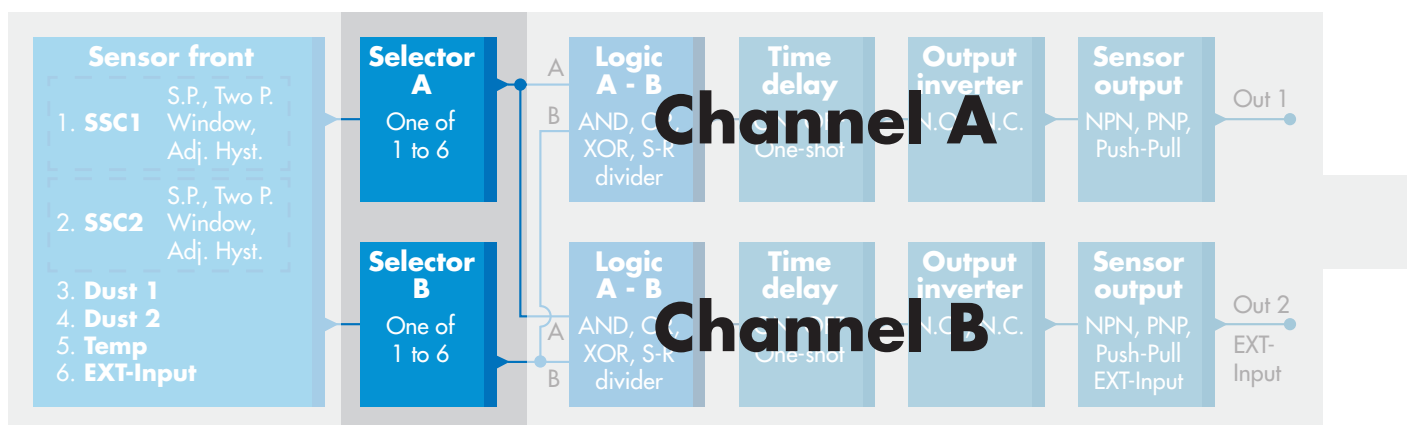 Sensor front
1. SSC1
S.P., Two P.
Window,
Adj. Hyst.
2. SSC2
S.P., Two P.
Window,
Adj. Hyst.
3. Dust 1
4. Dust 2
5. Temp
6. EXT-Input
Selector
A
One of
1 to 6
A
B
Logic
A - B
AND, OR,
XOR, S-R
divider
Time
delay
One-shot
Output
inverter
N.O./N.C.
Sensor
output
NPN, PNP,
Push-Pull
Out 1
Channel A
Selector
B
One of
1 to 6
A
B
Logic
A - B
AND, OR,
XOR, S-R
divider
Time
delay
One-shot
Output
inverter
N.O./N.C.
Sensor
output
NPN, PNP,
Push-Pull
EXT-Input
Out 2
EXT-
Input
Channel B